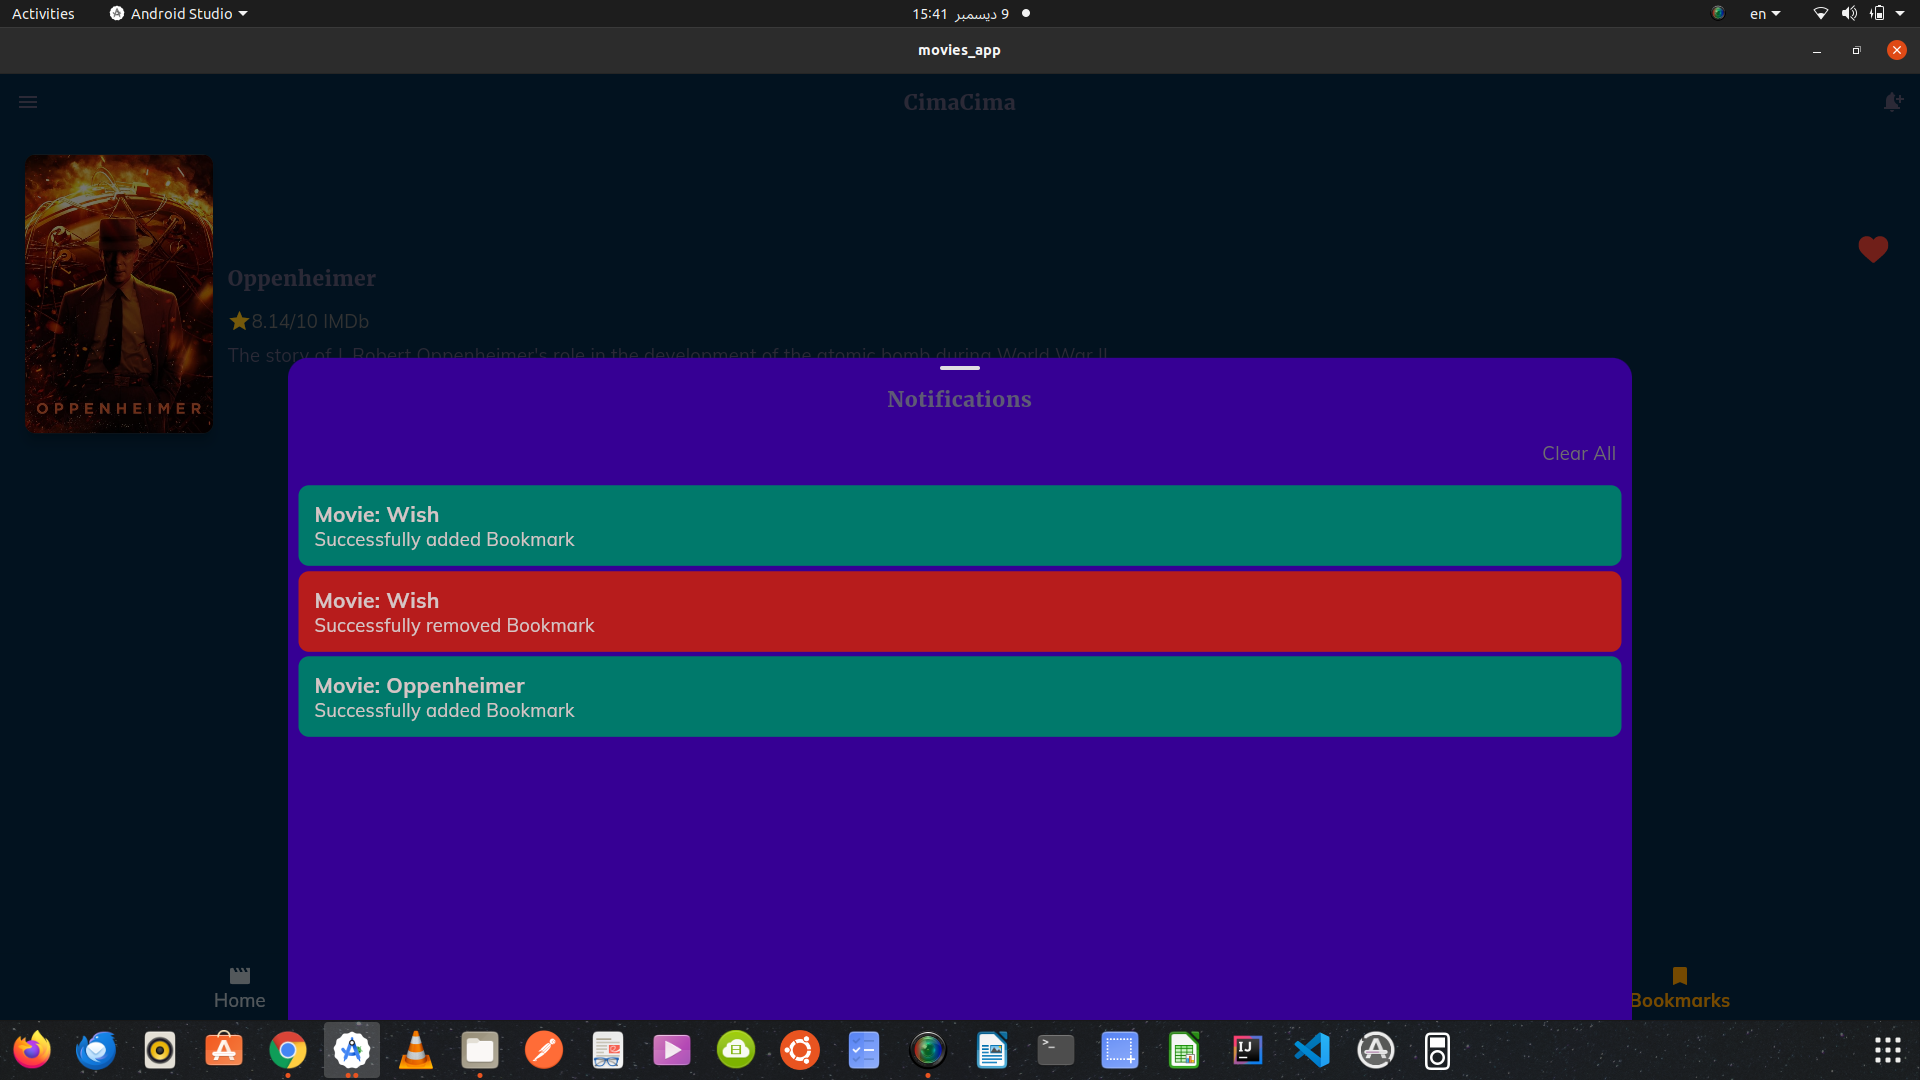 Activities
Android Studio
15:41 9 ديسمبر
en
movies_app
CimaCima
Oppenheimer
8.14/10 IMDb
The story of J. Robert Oppenheimer's role in the development of the atomic bomb during World War II.
OPPENHEIMER
Notifications
Clear All
Movie: Wish
Successfully added Bookmark
Movie: Wish
Successfully removed Bookmark
Movie: Oppenheimer
Successfully added Bookmark
Home
Bookmarks